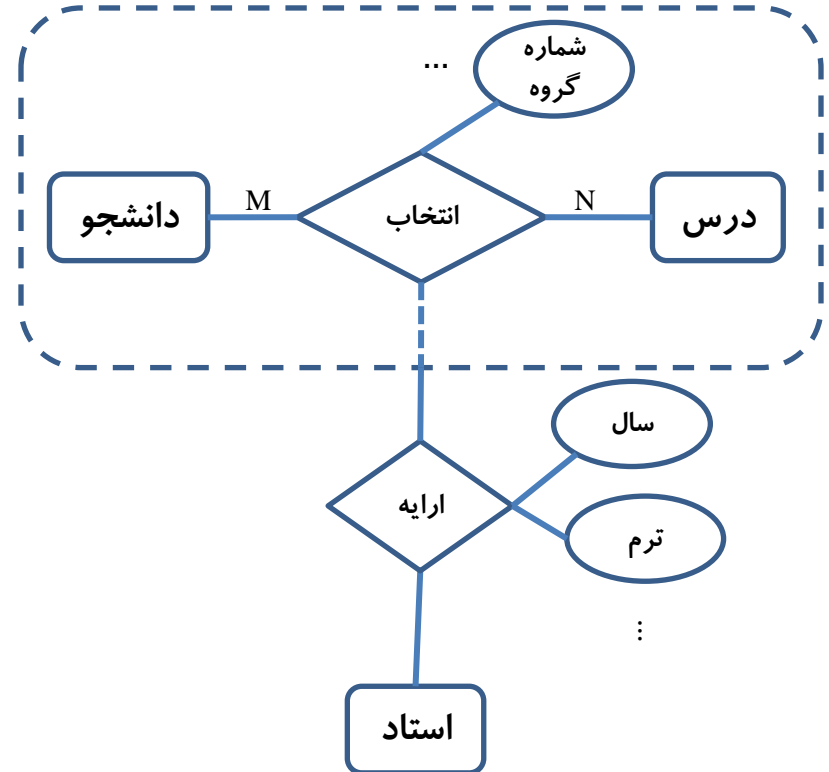 شماره
گروه
...
درس
N
انتخاب
M
دانشجو
سال
ارایه
ترم
...
استاد